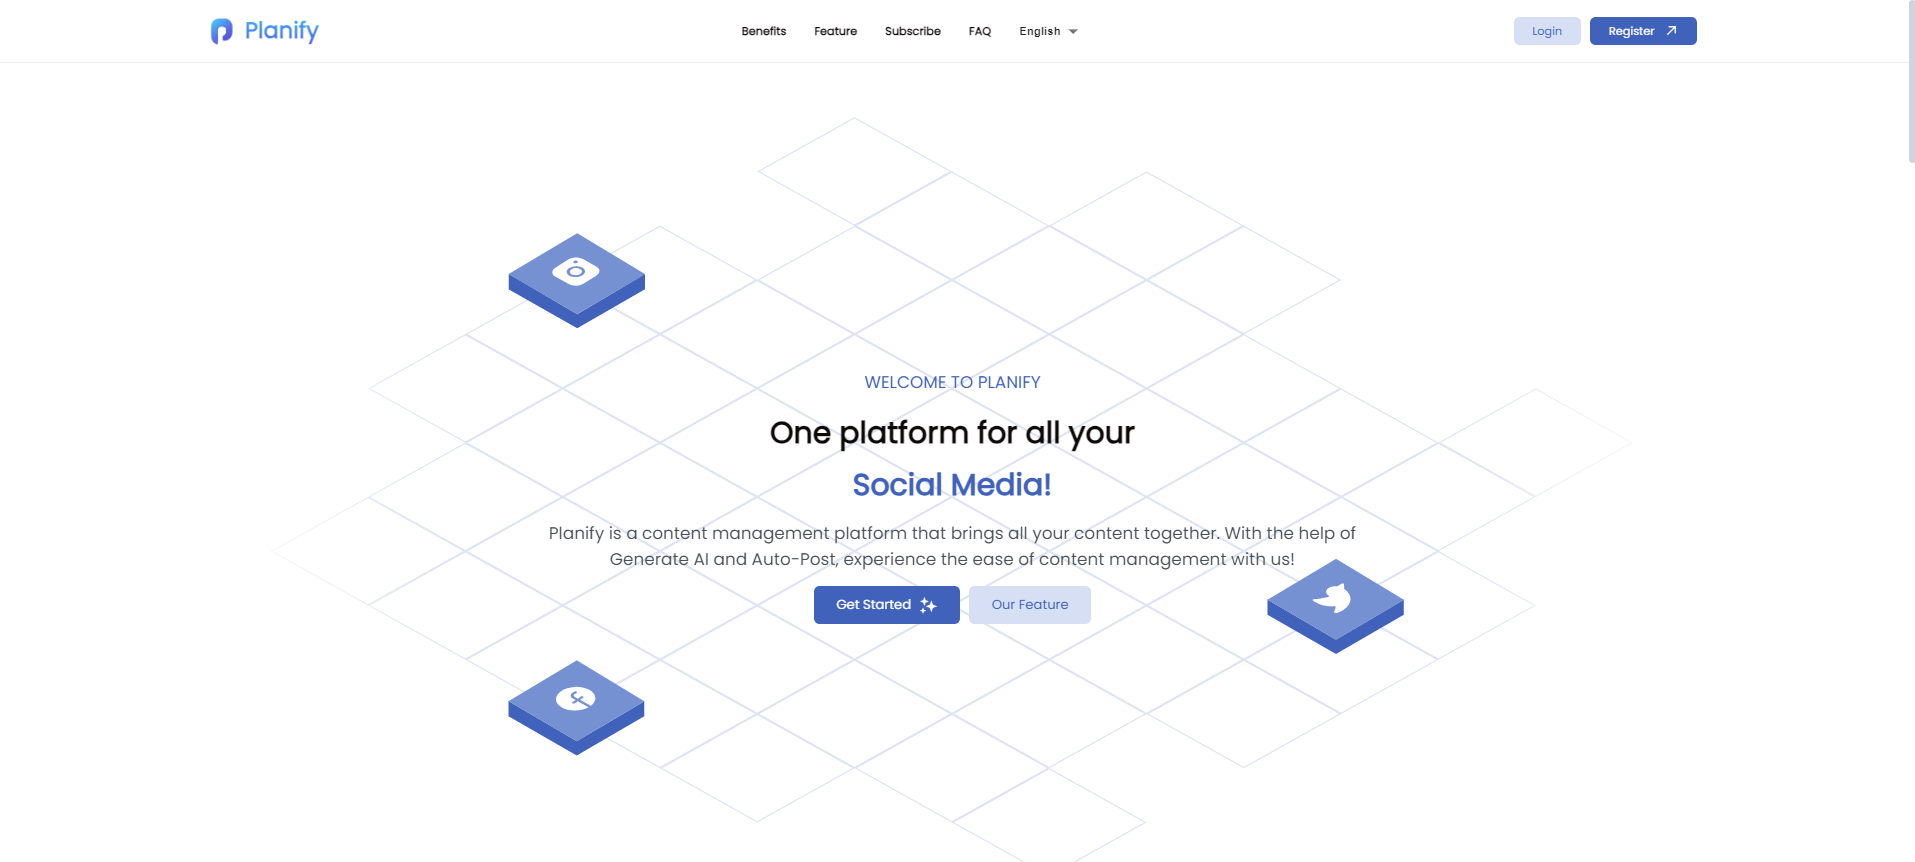 Planify
Benefits
Feature
Subscribe
FAQ
English
Login
Register
WELCOME TO PLANIFY
One platform for all your
Social Media!
Planify is a content management platform that brings all your content together. With the help of
Generate AI and Auto-Post, experience the ease of content management with us!
Get Started
Our Feature